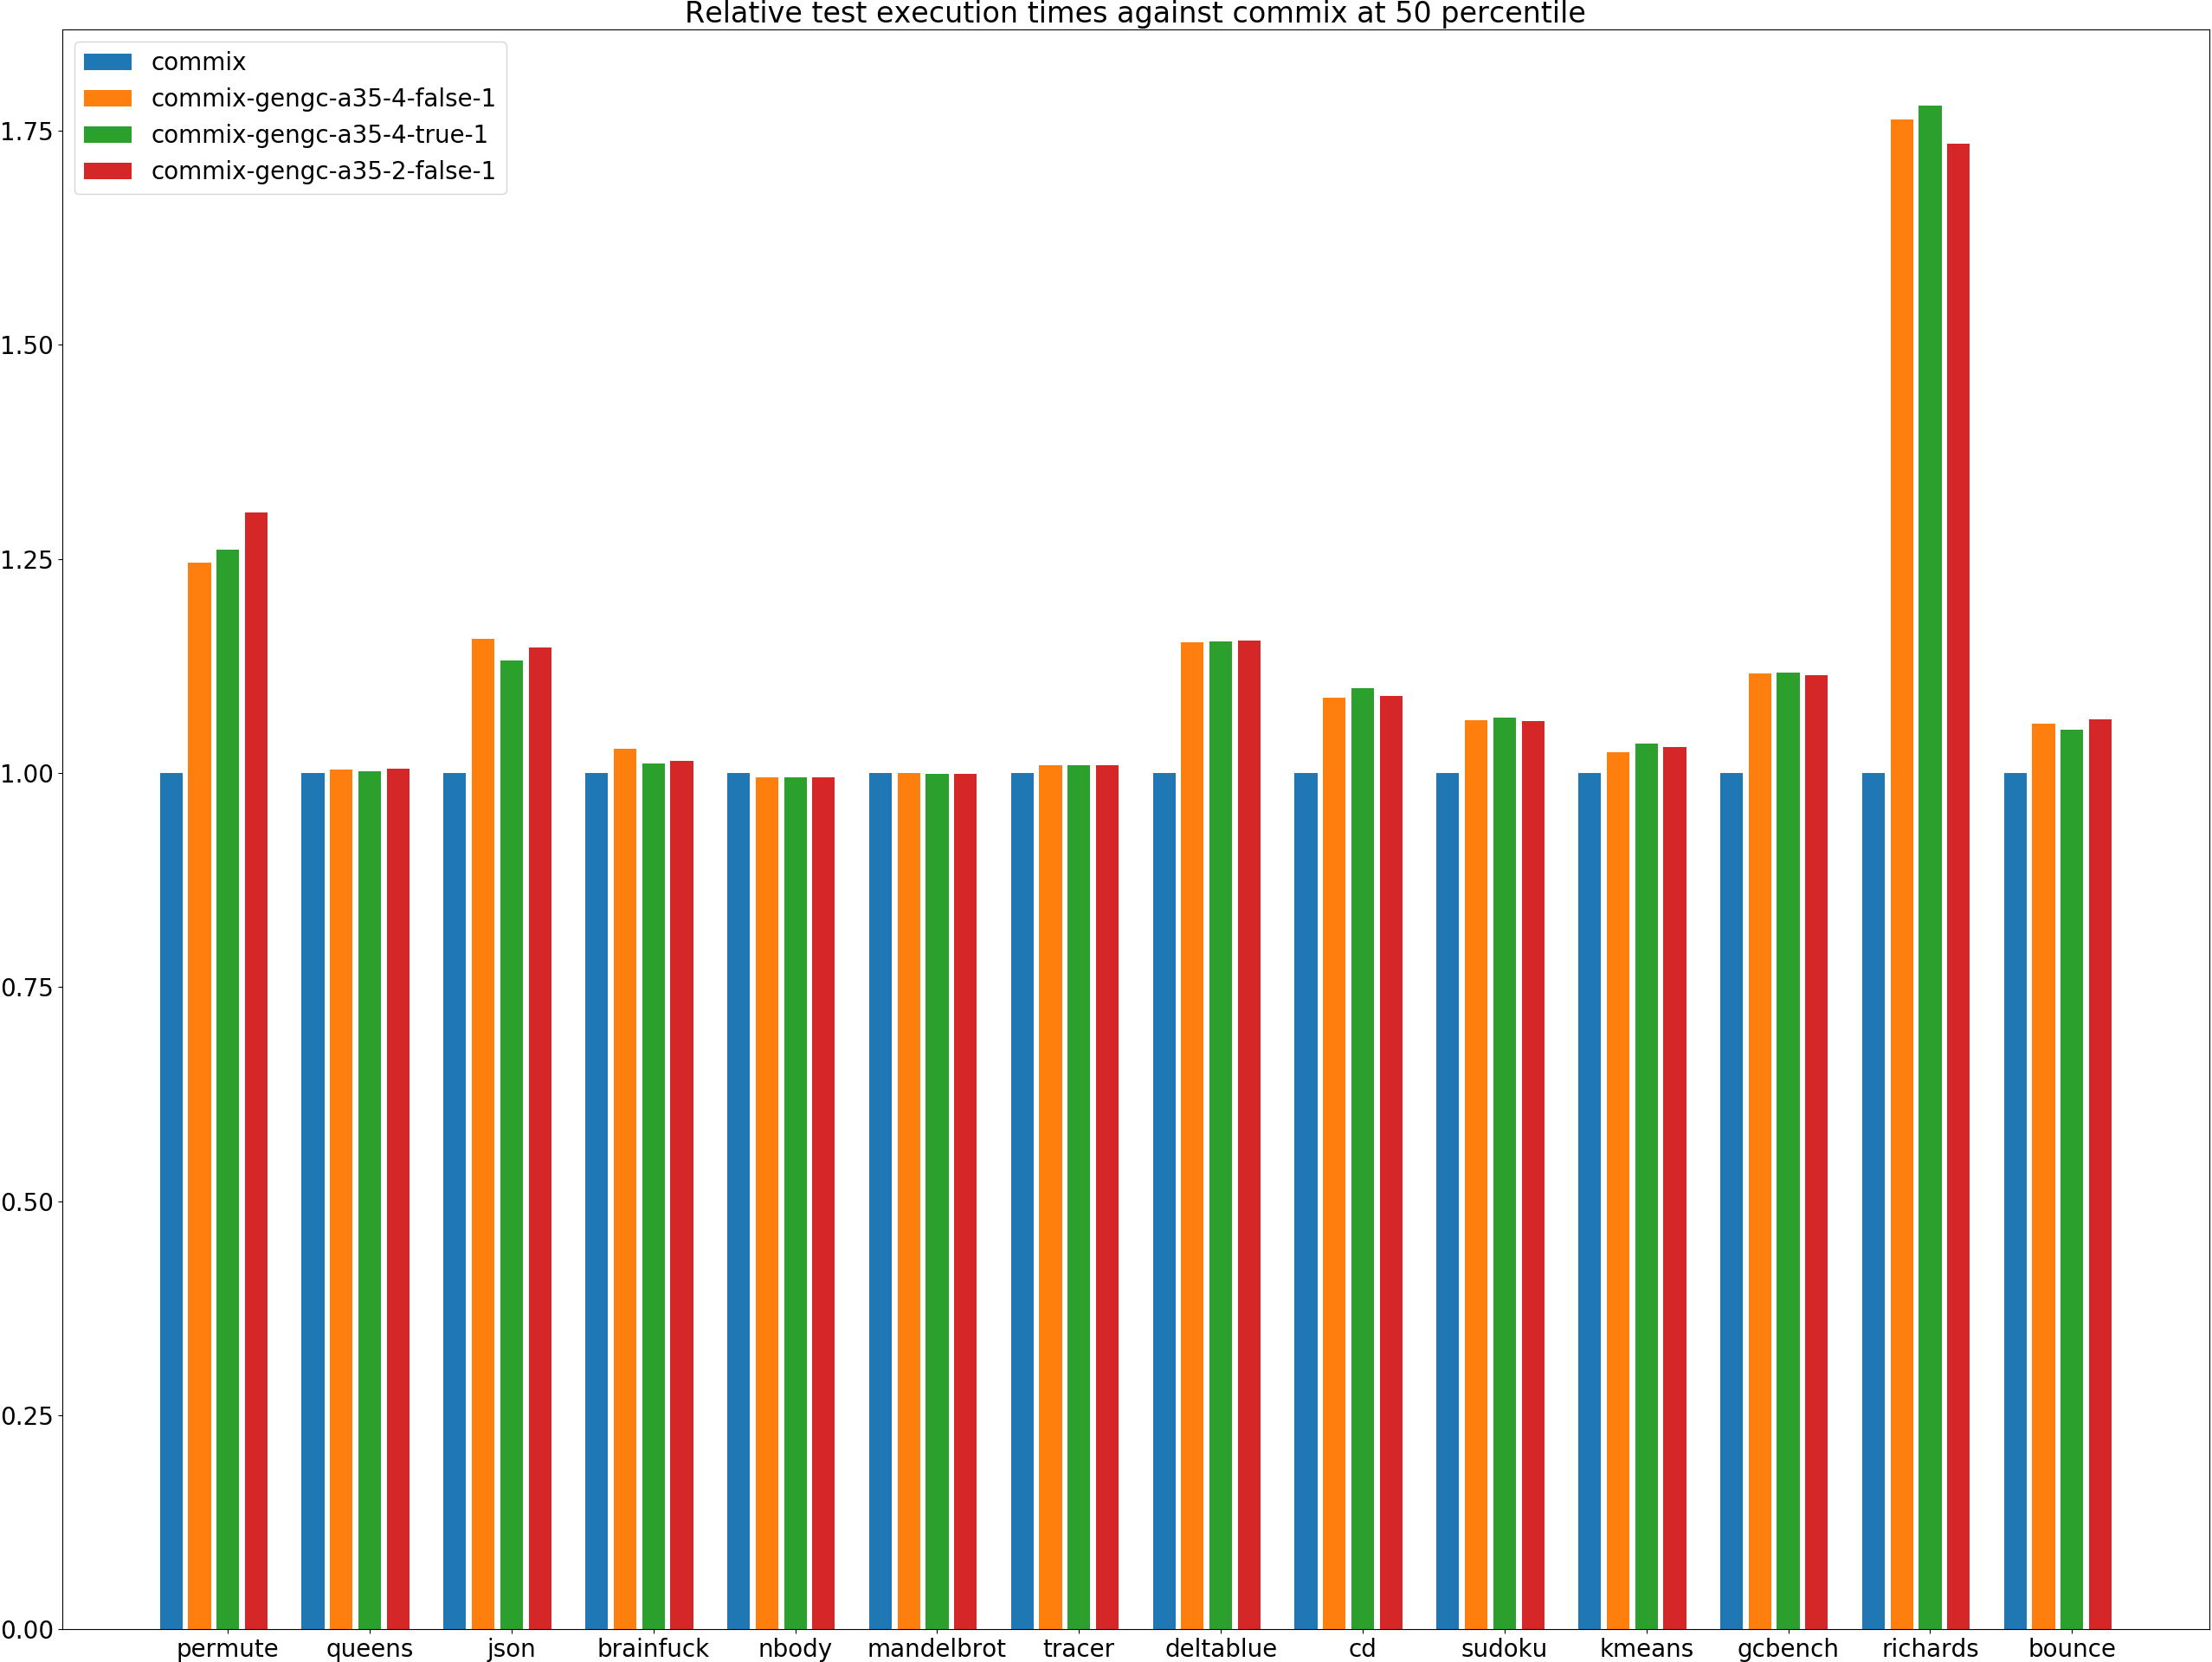 Relative test execution times against commix at 50 percentile
commix
commix-gengc-a35-4-false-1
commix-gengc-a35-4-true-1
commix-gengc-a35-2-false-1
1.75
1.50
1.25
1.00
0.75
0.50
0.25
0.00
permute queens json brainfuck nbody mandelbrot tracer deltablue cd sudoku kmeans gcbench richards bounce